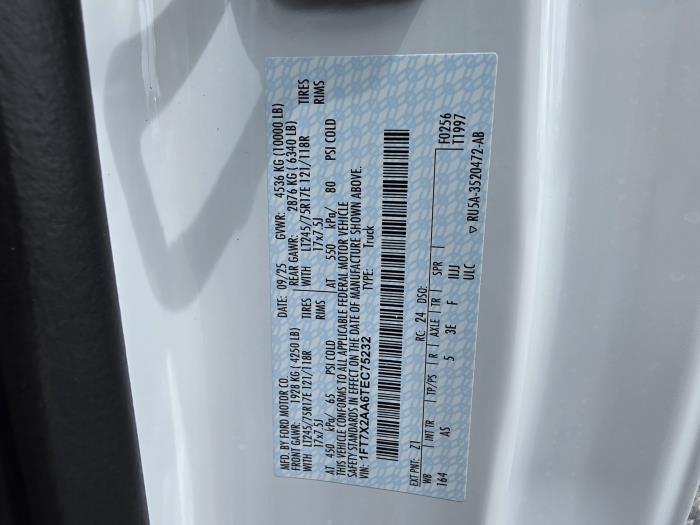 MFD. BY FORD MOTOR CO.
DATE: 09/25 GVWR: 4536 KG (10000 LB)
FRONT GAWR: 1928 KG (4250 LB) REAR GAWR: 2876 KG (6340 LB)
WITH LT245/75R17E 121/118R TIRES WITH LT245/75R17E 121/118R TIRES
17x7.5J RIMS 17x7.5J RIMS
AT 450 kPa/ 65 PSI COLD AT 550 kPa/ 80 PSI COLD
THIS VEHICLE CONFORMS TO ALL APPLICABLE FEDERAL MOTOR VEHICLE
SAFETY STANDARDS IN EFFECT ON THE DATE OF MANUFACTURE SHOWN ABOVE.
VIN: 1FT7X2AA6TEC75232 TYPE: Truck
F0256
T1997
EXT PNT: Z1 RC: 24 DSO:
WB INT TR TP/PS R AXLE TR SPR
164 AS 5 3E F IIJJ
ULC
▽ RU5A-3520472-AB